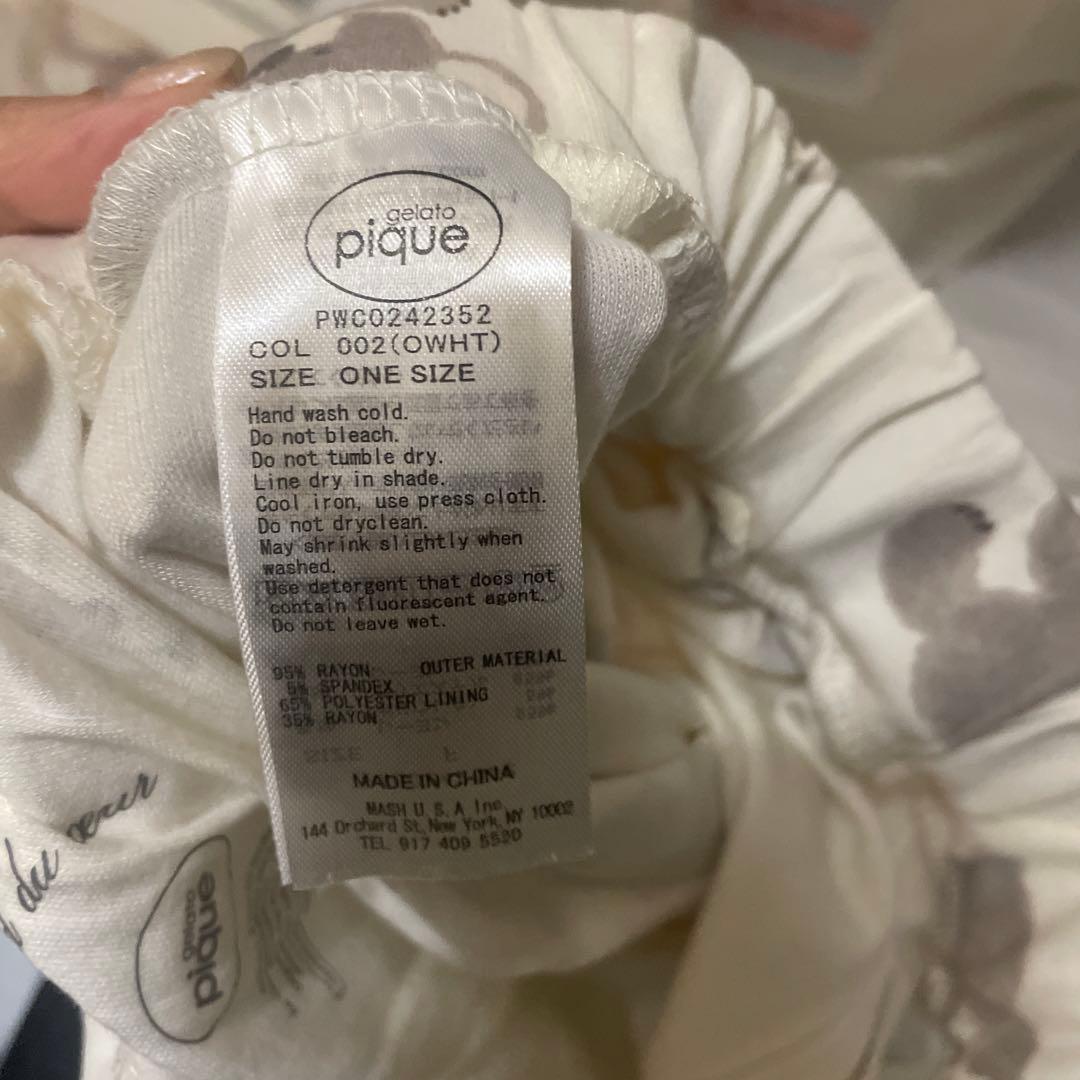 gelato
pique
PWCO242352
COL 002(OWHT)
SIZE ONE SIZE
Hand wash cold.
Do not bleach.
Do not tumble dry.
Line dry in shade.
Cool iron, use press cloth.
Do not dryclean.
May shrink slightly when
washed.
Use detergent that does not
contain fluorescent agent.
Do not leave wet.
95% RAYON OUTER MATERIAL
5% SPANDEX
65% POLYESTER LINING
35% RAYON
MADE IN CHINA
MASH U.S.A Inc.
144 Orchard St, New York, NY 10002
TEL 917 409 5520
du cœur
gelato
pique